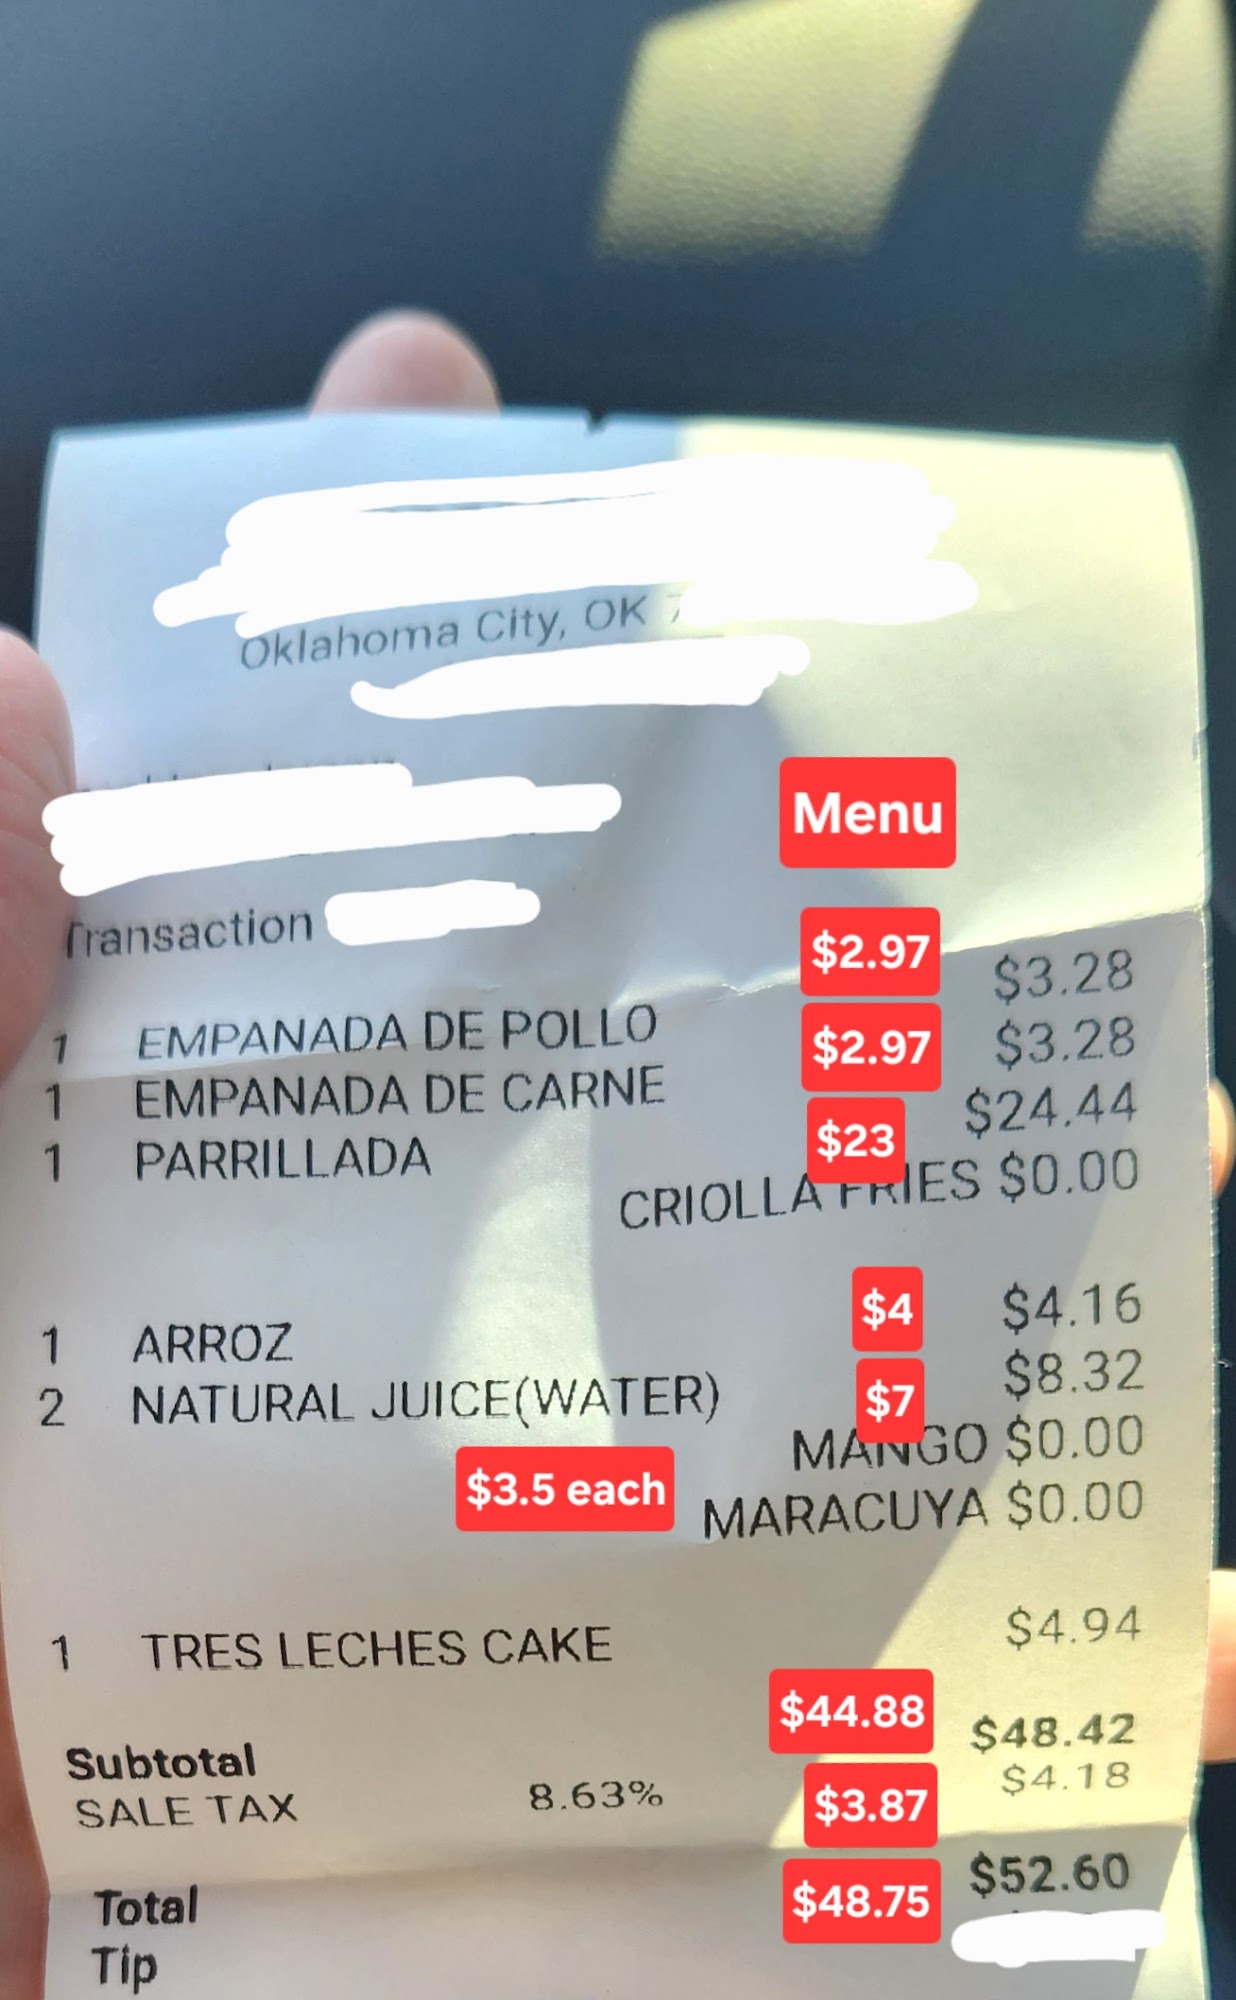 Oklahoma City, OK
Menu
Transaction
1 EMPANADA DE POLLO $2.97 $3.28
1 EMPANADA DE CARNE $2.97 $3.28
1 PARRILLADA $23 $24.44
CRIOLLA FRIES $0.00
1 ARROZ $4 $4.16
2 NATURAL JUICE(WATER) $7 $8.32
MANGO $0.00
$3.5 each MARACUYA $0.00
1 TRES LECHES CAKE $4.94
Subtotal $44.88 $48.42
SALE TAX 8.63% $3.87 $4.18
Total $48.75 $52.60
Tip